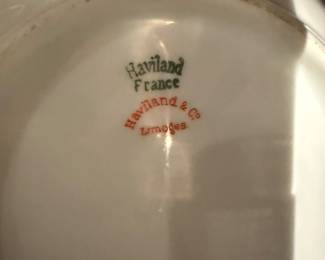 Haviland
France
Haviland & Co
Limoges